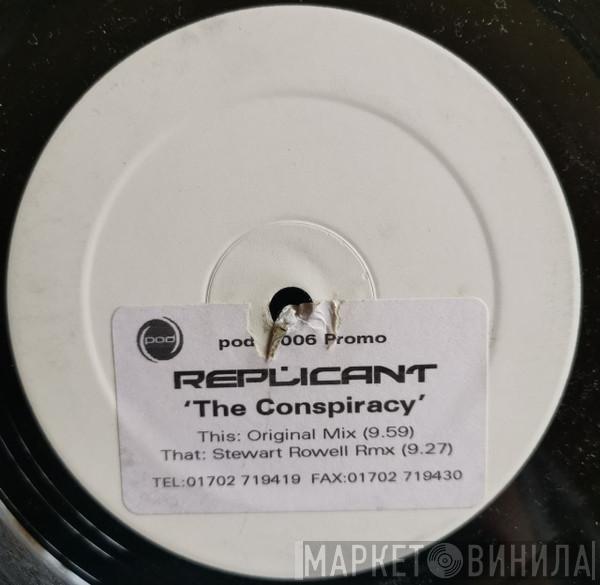 pod
pod 006 Promo
REPLICANT
‘The Conspiracy’
This: Original Mix (9.59)
That: Stewart Rowell Rmx (9.27)
TEL:01702 719419 FAX:01702 719430
МАРКЕТ ВИНИЛА